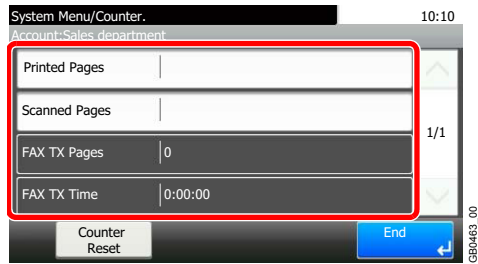 System Menu/Counter.
10:10
Account:Sales department
Printed Pages
Scanned Pages
1/1
FAX TX Pages 0
FAX TX Time 0:00:00
Counter
Reset
End
GB0463_00